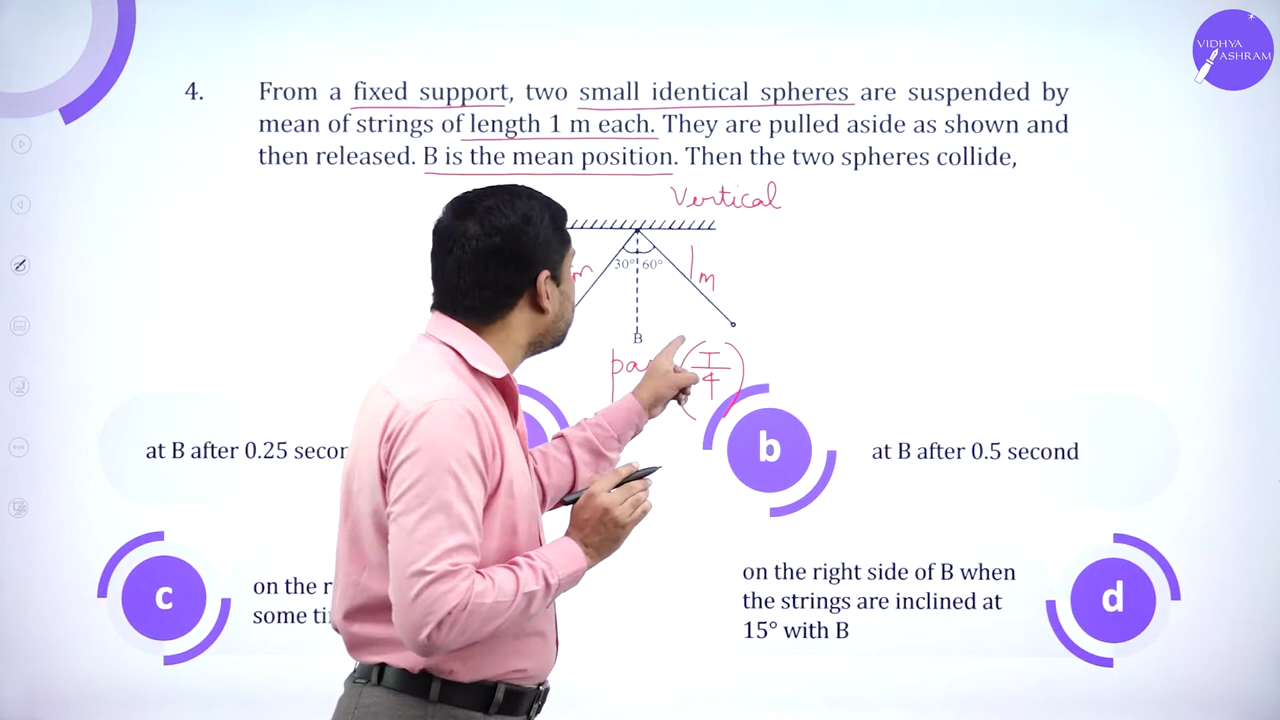 VIDHYA
ASHRAM
4. From a fixed support, two small identical spheres are suspended by
mean of strings of length 1 m each. They are pulled aside as shown and
then released. B is the mean position. Then the two spheres collide,
Vertical
30° 60°
m
1m
B
T
4
at B after 0.25
b
at B after 0.5 second
c
on the
on the right side of B when
the strings are inclined at
15° with B
d